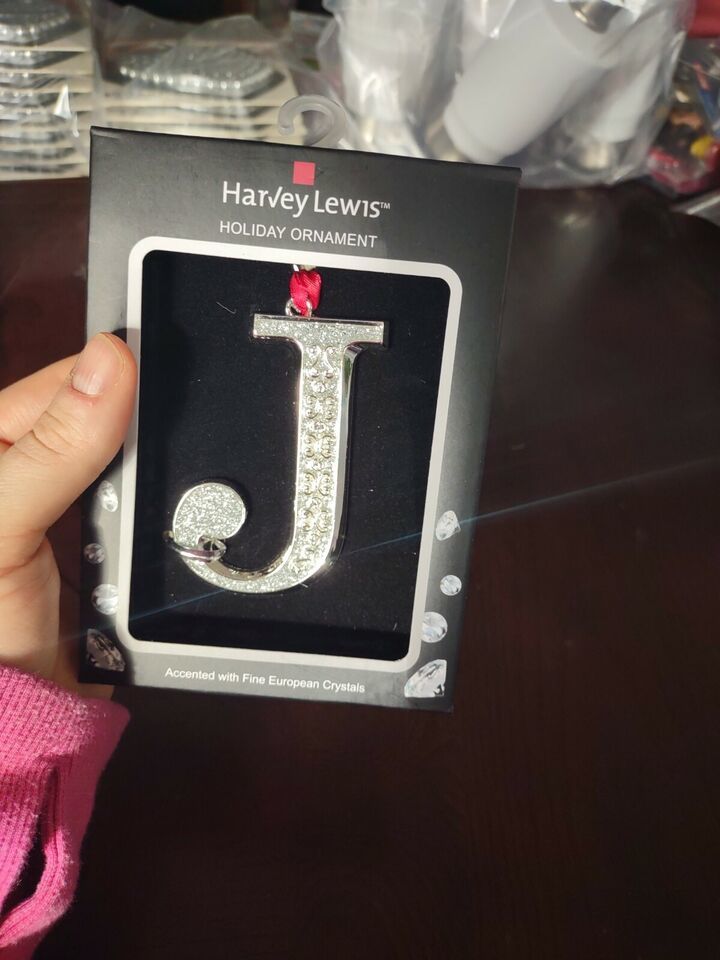 Harvey Lewis™
HOLIDAY ORNAMENT
J
Accented with Fine European Crystals